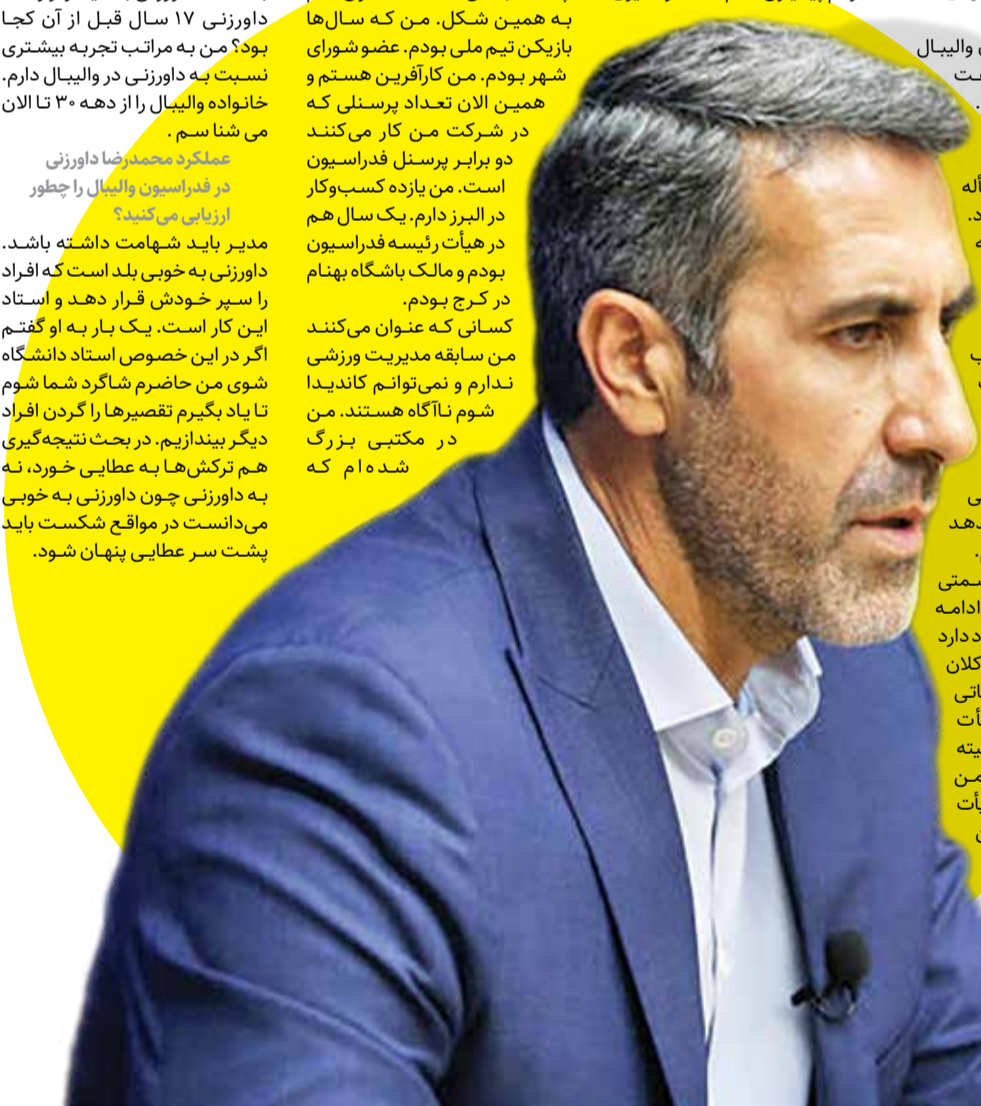 والیبال
دهد
ادامه
دارد
کلان
من
به همین شکل. من که سال‌ها
بازیکن تیم ملی بودم. عضو شورای
شهر بودم. من کارآفرین هستم و
همین الان تعداد پرسنلی که
در شرکت من کار می‌کنند
دو برابر پرسنل فدراسیون
است. من یازده کسب‌وکار
در البرز دارم. یک سال هم
در هیأت رئیسه فدراسیون
بودم و مالک باشگاه بهنام
در کرج بودم.
کسانی که عنوان می‌کنند
من سابقه مدیریت ورزشی
ندارم و نمی‌توانم کاندیدا
شوم ناآگاه هستند. من
در مکتبی بزرگ
شده‌ام که
داورزنی ۱۷ سال قبل از آن کجا
بود؟ من به مراتب تجربه بیشتری
نسبت به داورزنی در والیبال دارم.
خانواده والیبال را از دهه ۳۰ تا الان
می شنا سم .
عملکرد محمدرضا داورزنی
در فدراسیون والیبال را چطور
ارزیابی می‌کنید؟
مدیر باید شهامت داشته باشد.
داورزنی به خوبی بلد است که افراد
را سپر خودش قرار دهد و استاد
این کار است. یک بار به او گفتم
اگر در این خصوص استاد دانشگاه
شوی من حاضرم شاگرد شما شوم
تا یاد بگیرم تقصیرها را گردن افراد
دیگر بیندازیم. در بحث نتیجه‌گیری
هم ترکش‌ها به عطایی خورد، نه
به داورزنی چون داورزنی به خوبی
می‌دانست در مواقع شکست باید
پشت سر عطایی پنهان شود.